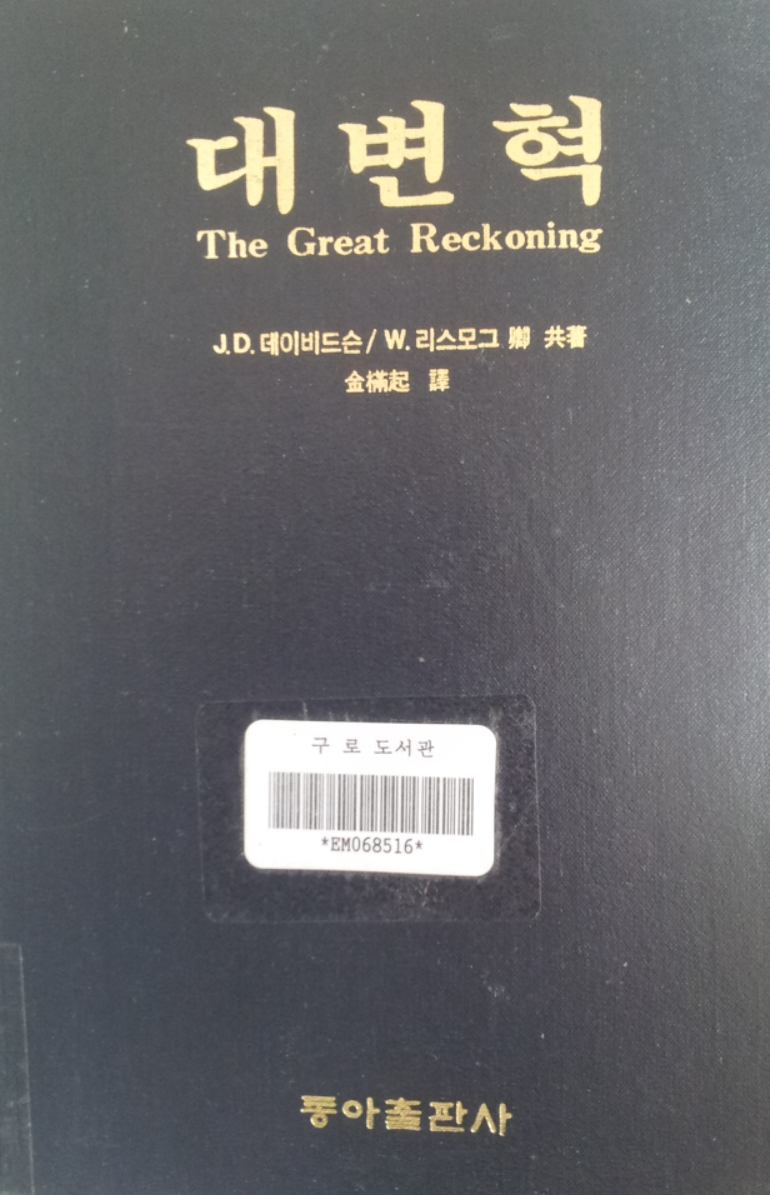 대변혁
The Great Reckoning
J.D. 데이비드슨 / W. 리스모그 卿 共著
金橫起 譯
구 로 도서관
*EM068516*
동아출판사